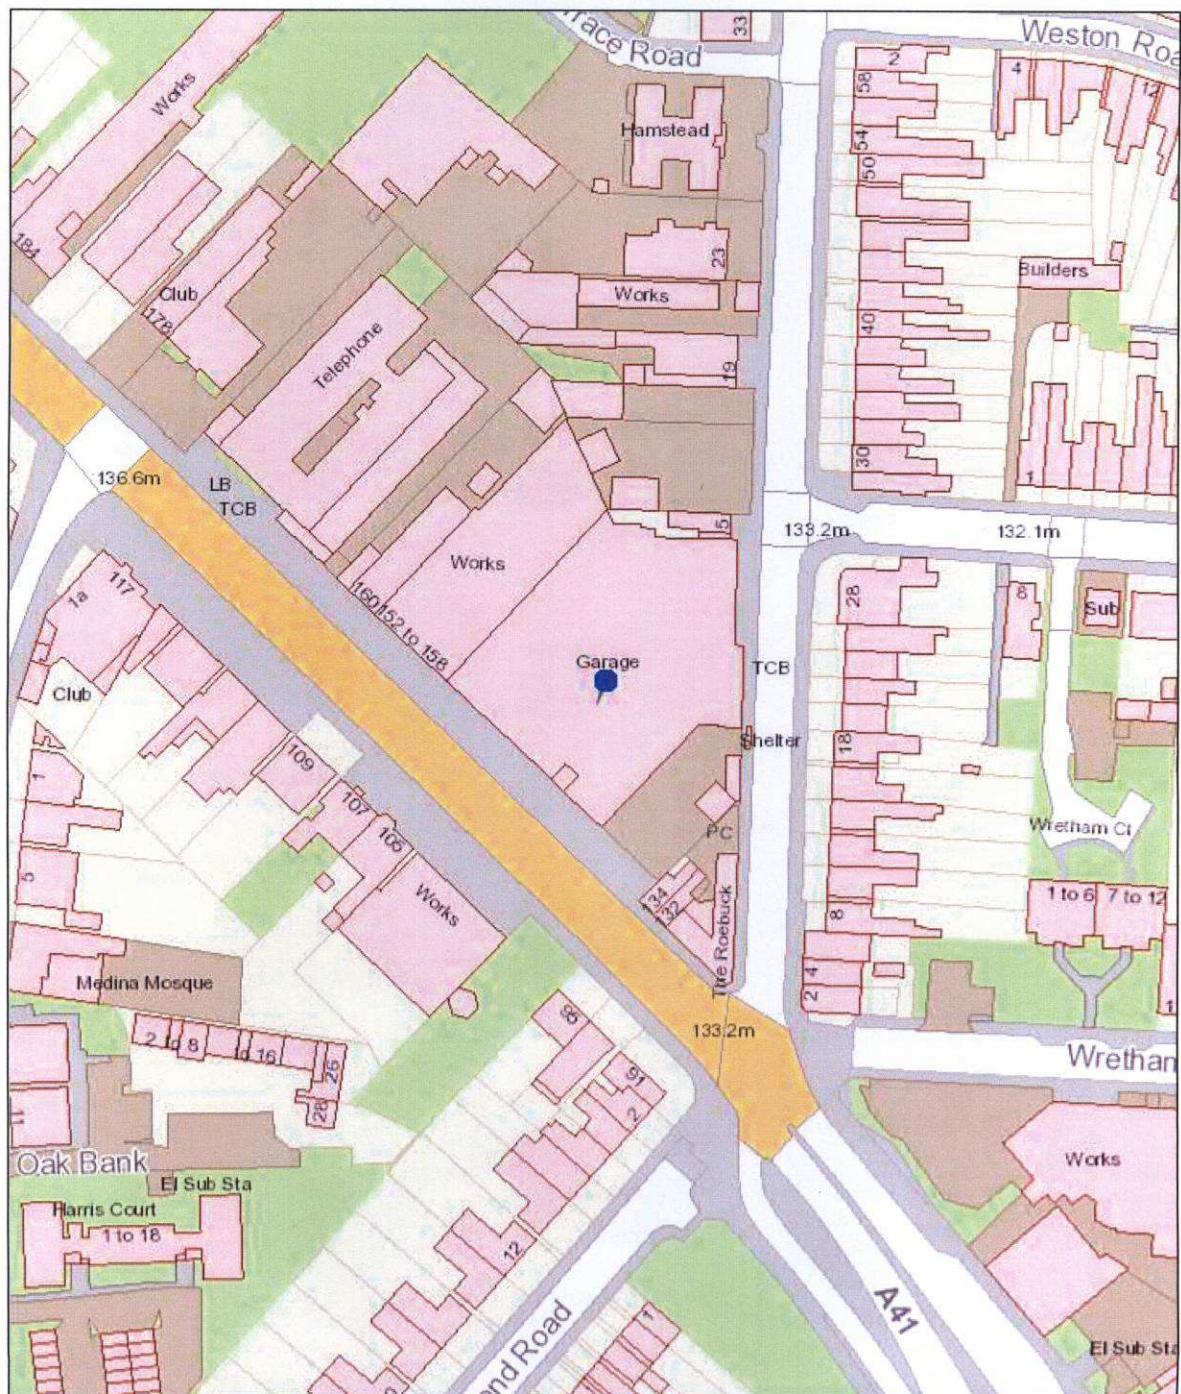 33
rrace Road
Weston Roa
2
4
12
58
Works
Hamstead
54
50
184
23
Builders
Club
178
Works
40
Telephone
19
30
1
136.6m
LB
TCB
5
133.2m
132.1m
Works
117
1a
160
152 to 158
28
8
Sub
Garage
TCB
Club
18
Shelter
109
1
107
105
PC
Wretham Ct
5
Works
134
132
The Roebuck
8
1 to 6
7 to 12
Medina Mosque
4
2
1
95
133.2m
2 to 8
to 16
26
28
91
2
Wretham
11
Works
Oak Bank
El Sub Sta
Harris Court
1 to 18
12
A41
1
El Sub Sta
ond Road